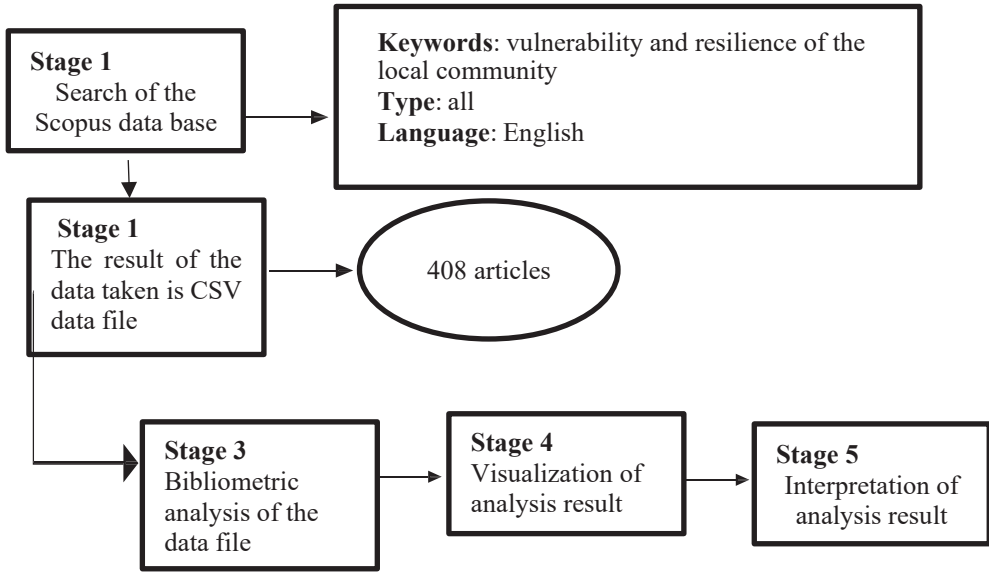 Stage 1
Search of the
Scopus data base
Keywords: vulnerability and resilience of the
local community
Type: all
Language: English
Stage 1
The result of the
data taken is CSV
data file
408 articles
Stage 3
Bibliometric
analysis of the
data file
Stage 4
Visualization of
analysis result
Stage 5
Interpretation of
analysis result